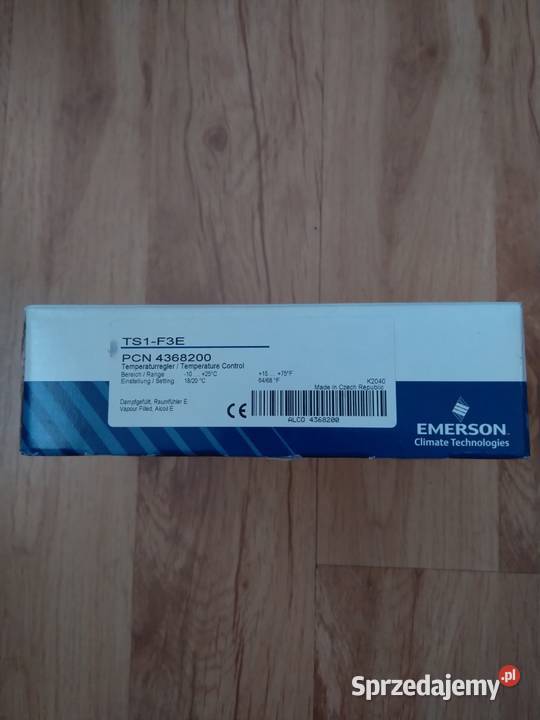 TS1-F3E
PCN 4368200
Temperaturregler / Temperature Control
Bereich / Range -10 ... +25°C +15 ... +75°F
Einstellung / Setting 18/20 °C 64/68 °F K2040
Made in Czech Republic
Dampfgefüllt, Raumfühler E
Vapour Filled, Alcoil E
CE
ALCO 4368200
EMERSON
Climate Technologies
Sprzedajemy.pl